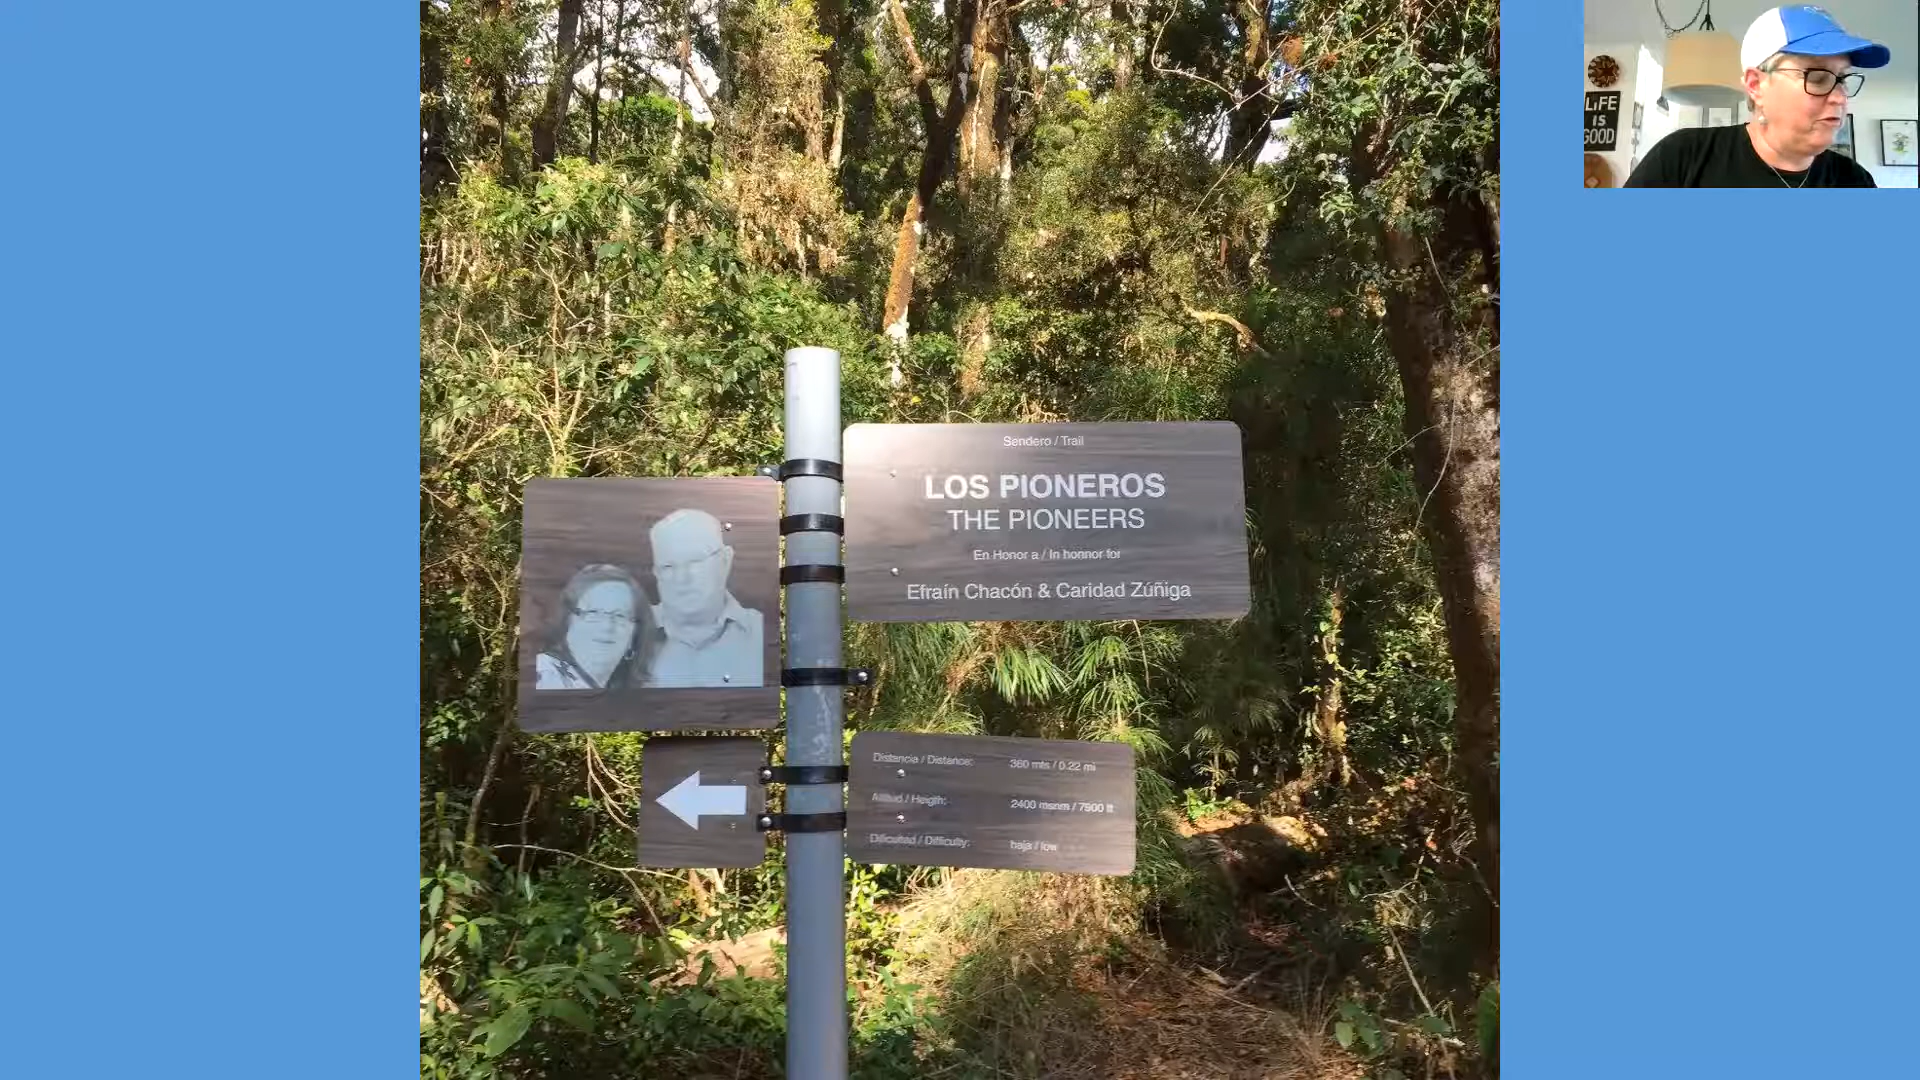 Sendero / Trail
LOS PIONEROS
THE PIONEERS
En Honor a / In honnor for
Efraín Chacón & Caridad Zúñiga
Distancia / Distance: 360 mts / 0.22 mi
Altitud / Heigth: 2400 msnm / 7900 ft
Dificultad / Difficulty: baja / low
LIFE
IS
GOOD